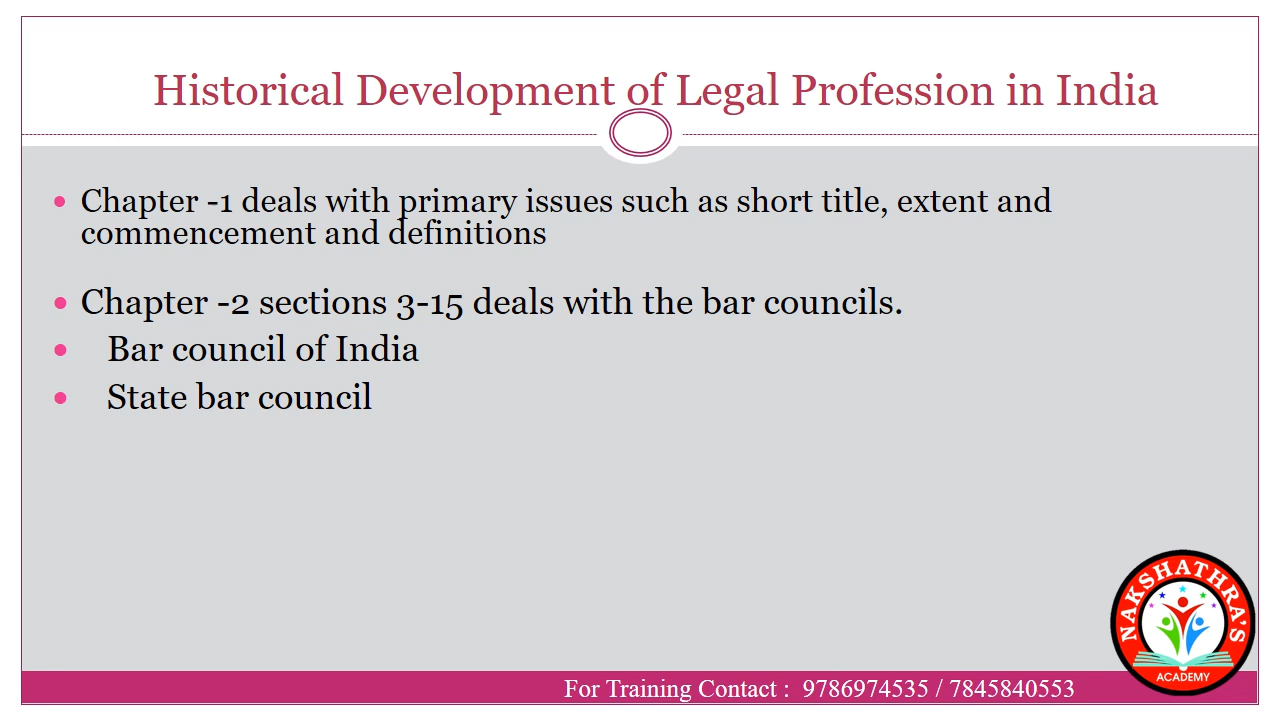 Historical Development of Legal Profession in India
Chapter -1 deals with primary issues such as short title, extent and
commencement and definitions
Chapter -2 sections 3-15 deals with the bar councils.
Bar council of India
State bar council
NAKSHATHRA'S
ACADEMY
For Training Contact : 9786974535 / 7845840553